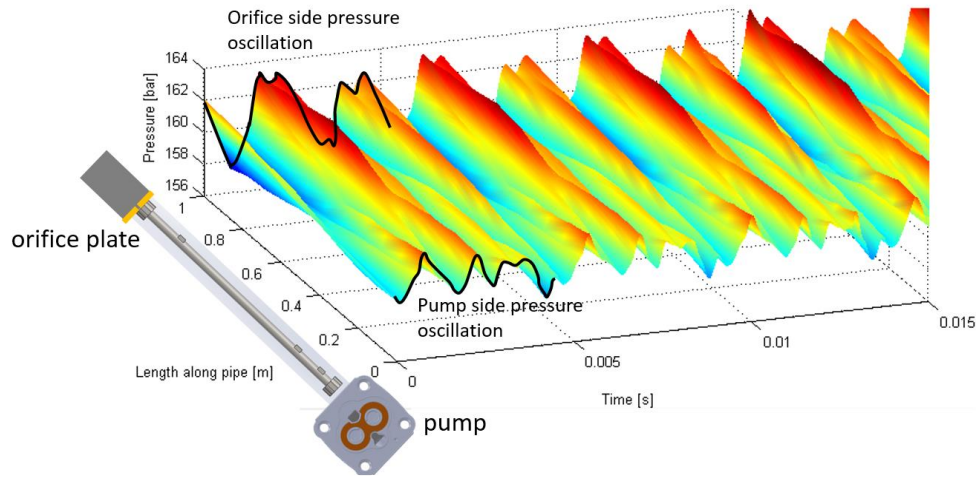 Orifice side pressure
oscillation
164
162
160
158
156
Pressure [bar]
1
0.8
0.6
0.4
0.2
0
Length along pipe [m]
orifice plate
pump
Pump side pressure
oscillation
0
0.005
0.01
0.015
Time [s]